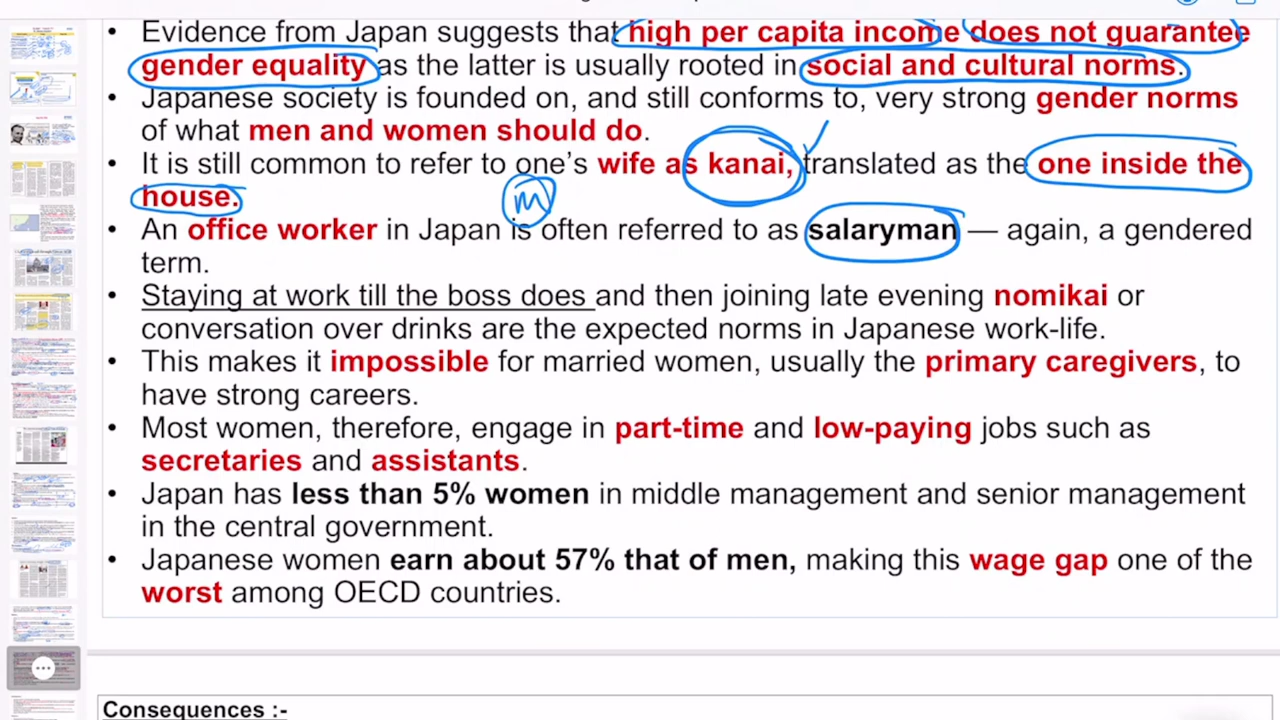 • Evidence from Japan suggests that high per capita income does not guarantee
gender equality as the latter is usually rooted in social and cultural norms.
• Japanese society is founded on, and still conforms to, very strong gender norms
of what men and women should do.
• It is still common to refer to one's wife as kanai, translated as the one inside the
house.
m
• An office worker in Japan is often referred to as salaryman — again, a gendered
term.
• Staying at work till the boss does and then joining late evening nomikai or
conversation over drinks are the expected norms in Japanese work-life.
• This makes it impossible for married women, usually the primary caregivers, to
have strong careers.
• Most women, therefore, engage in part-time and low-paying jobs such as
secretaries and assistants.
• Japan has less than 5% women in middle management and senior management
in the central government.
• Japanese women earn about 57% that of men, making this wage gap one of the
worst among OECD countries.
Consequences :-